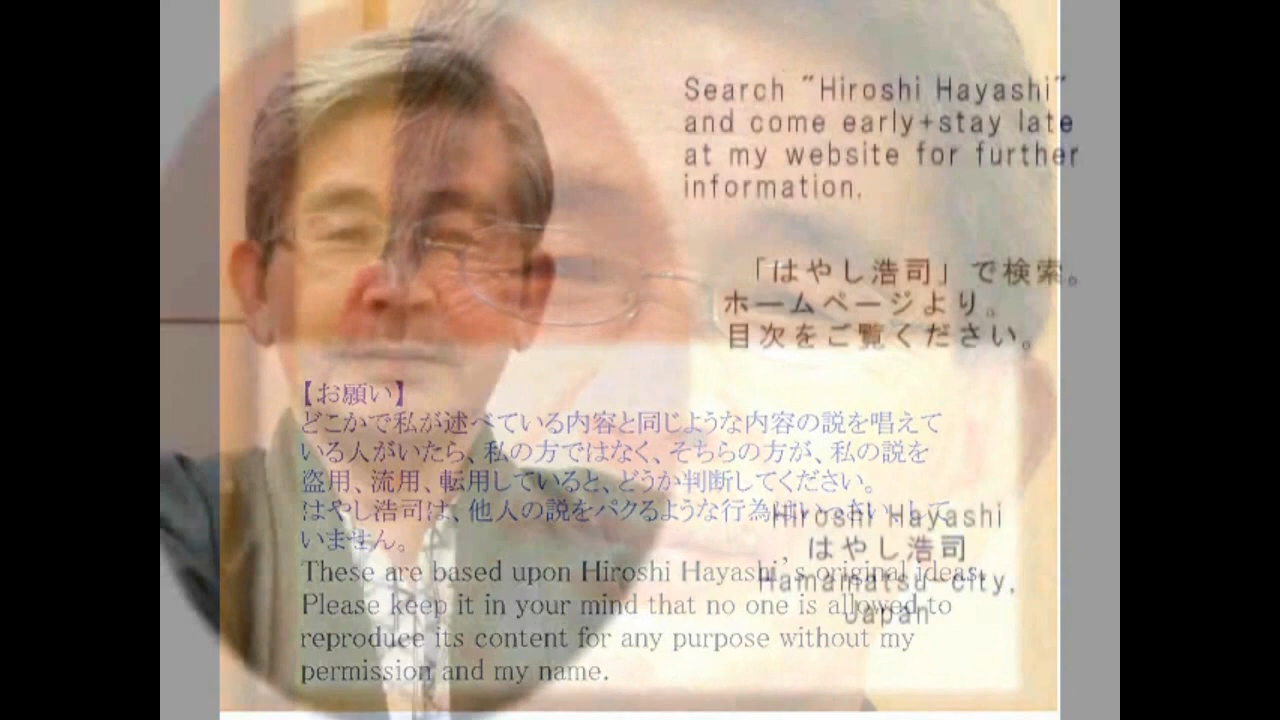 Search "Hiroshi Hayashi"
and come early+stay late
at my website for further
information.
「はやし浩司」で検索。
ホームページより。
目次をご覧ください。
【お願い】
どこかで私が述べている内容と同じような内容の説を唱えて
いる人がいたら、私の方ではなく、そちらの方が、私の説を
盗用、流用、転用していると、どうか判断してください。
はやし浩司は、他人の説をパクるような行為はいっさい、して
いません。
These are based upon Hiroshi Hayashi's original ideas.
Please keep it in your mind that no one is allowed to
reproduce its content for any purpose without my
permission and my name.
Hiroshi Hayashi
はやし浩司
Hamamatsu-city,
Japan